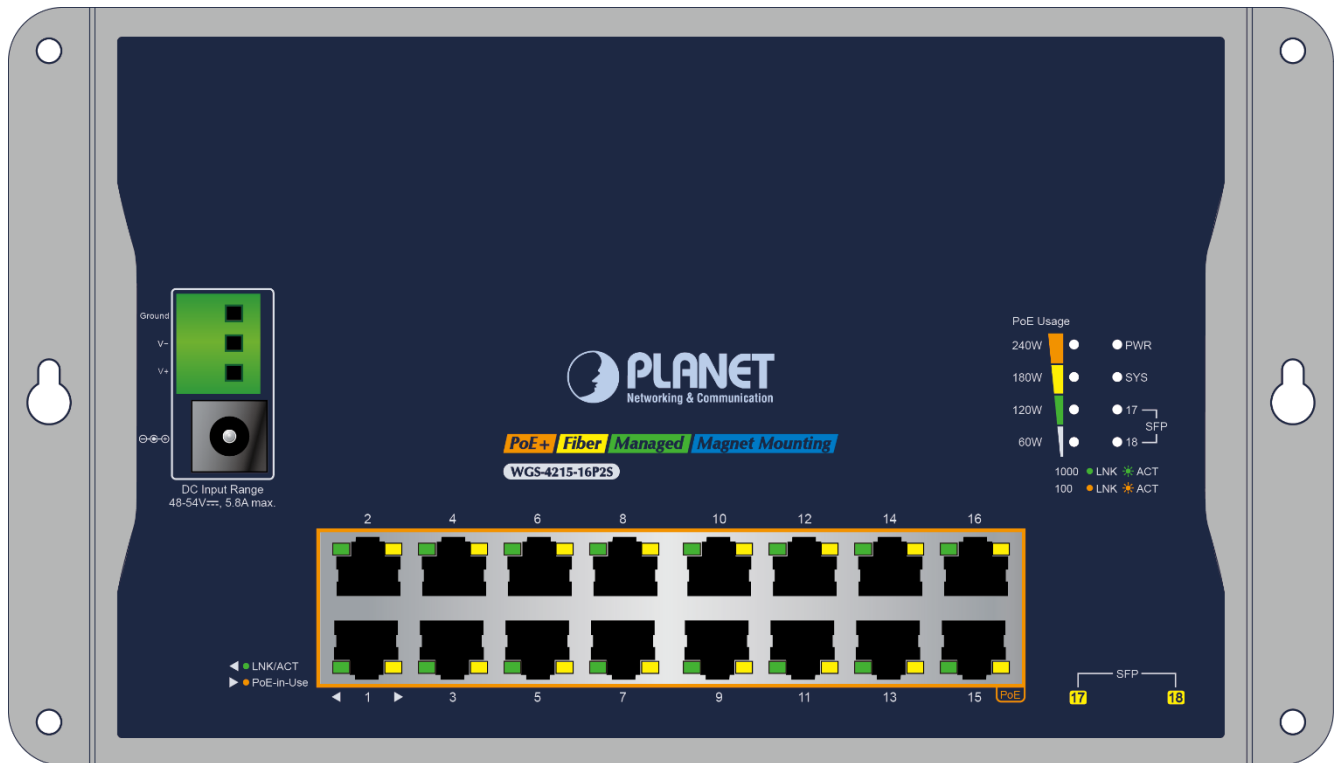 Ground
V-
V+
DC Input Range
48-54V⎓, 5.8A max.
PLANET
Networking & Communication
PoE+ Fiber Managed Magnet Mounting
WGS-4215-16P2S
PoE Usage
240W PWR
180W SYS
120W 17
SFP
60W 18
1000 LNK ACT
100 LNK ACT
2 4 6 8 10 12 14 16
LNK/ACT
PoE-in-Use
1 3 5 7 9 11 13 15 PoE
SFP
17 18